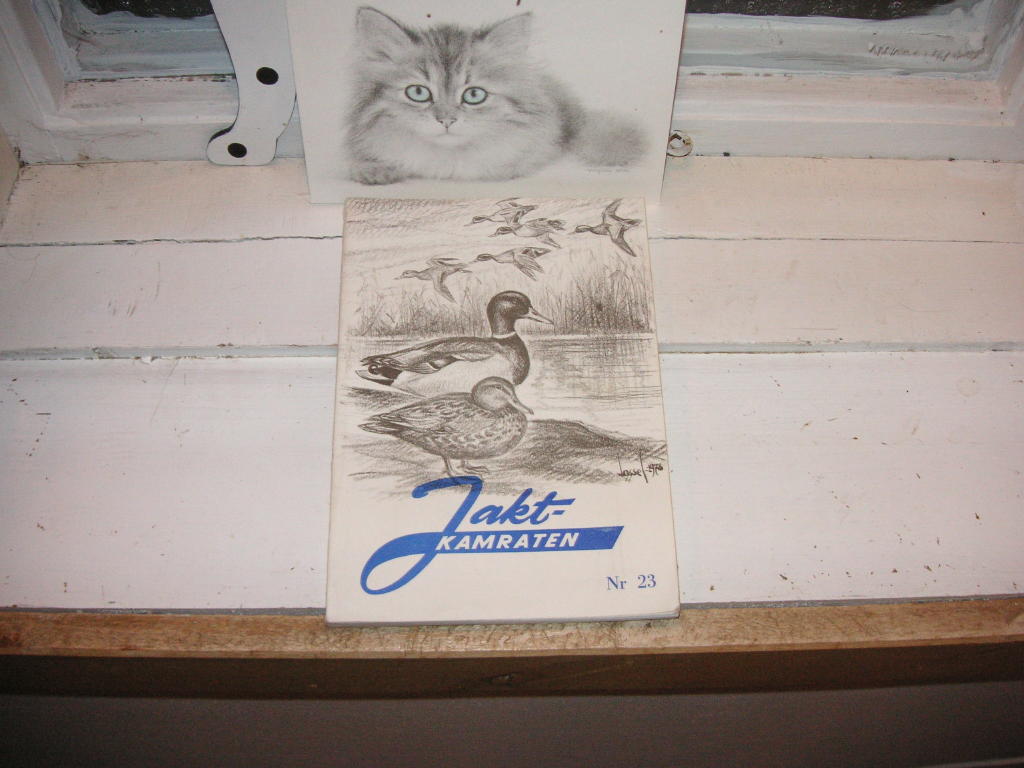 Jakt-
KAMRATEN
Nr 23